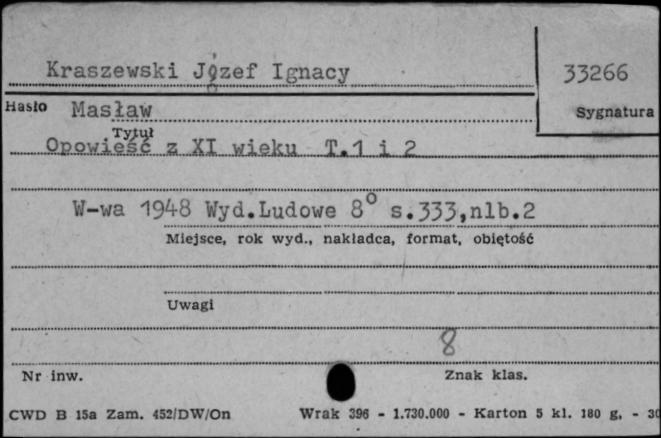 Kraszewski Józef Ignacy
33266
Hasło Masław
Sygnatura
Tytuł
Opowieść z XI wieku T.1 i 2
W-wa 1948 Wyd.Ludowe 8° s.333,nlb.2
Miejsce, rok wyd., nakładca, format, objętość
Uwagi
8
Nr inw. Znak klas.
CWD B 15a Zam. 452/DW/On Wrak 396 - 1.730.000 - Karton 5 kl. 180 g, - 30